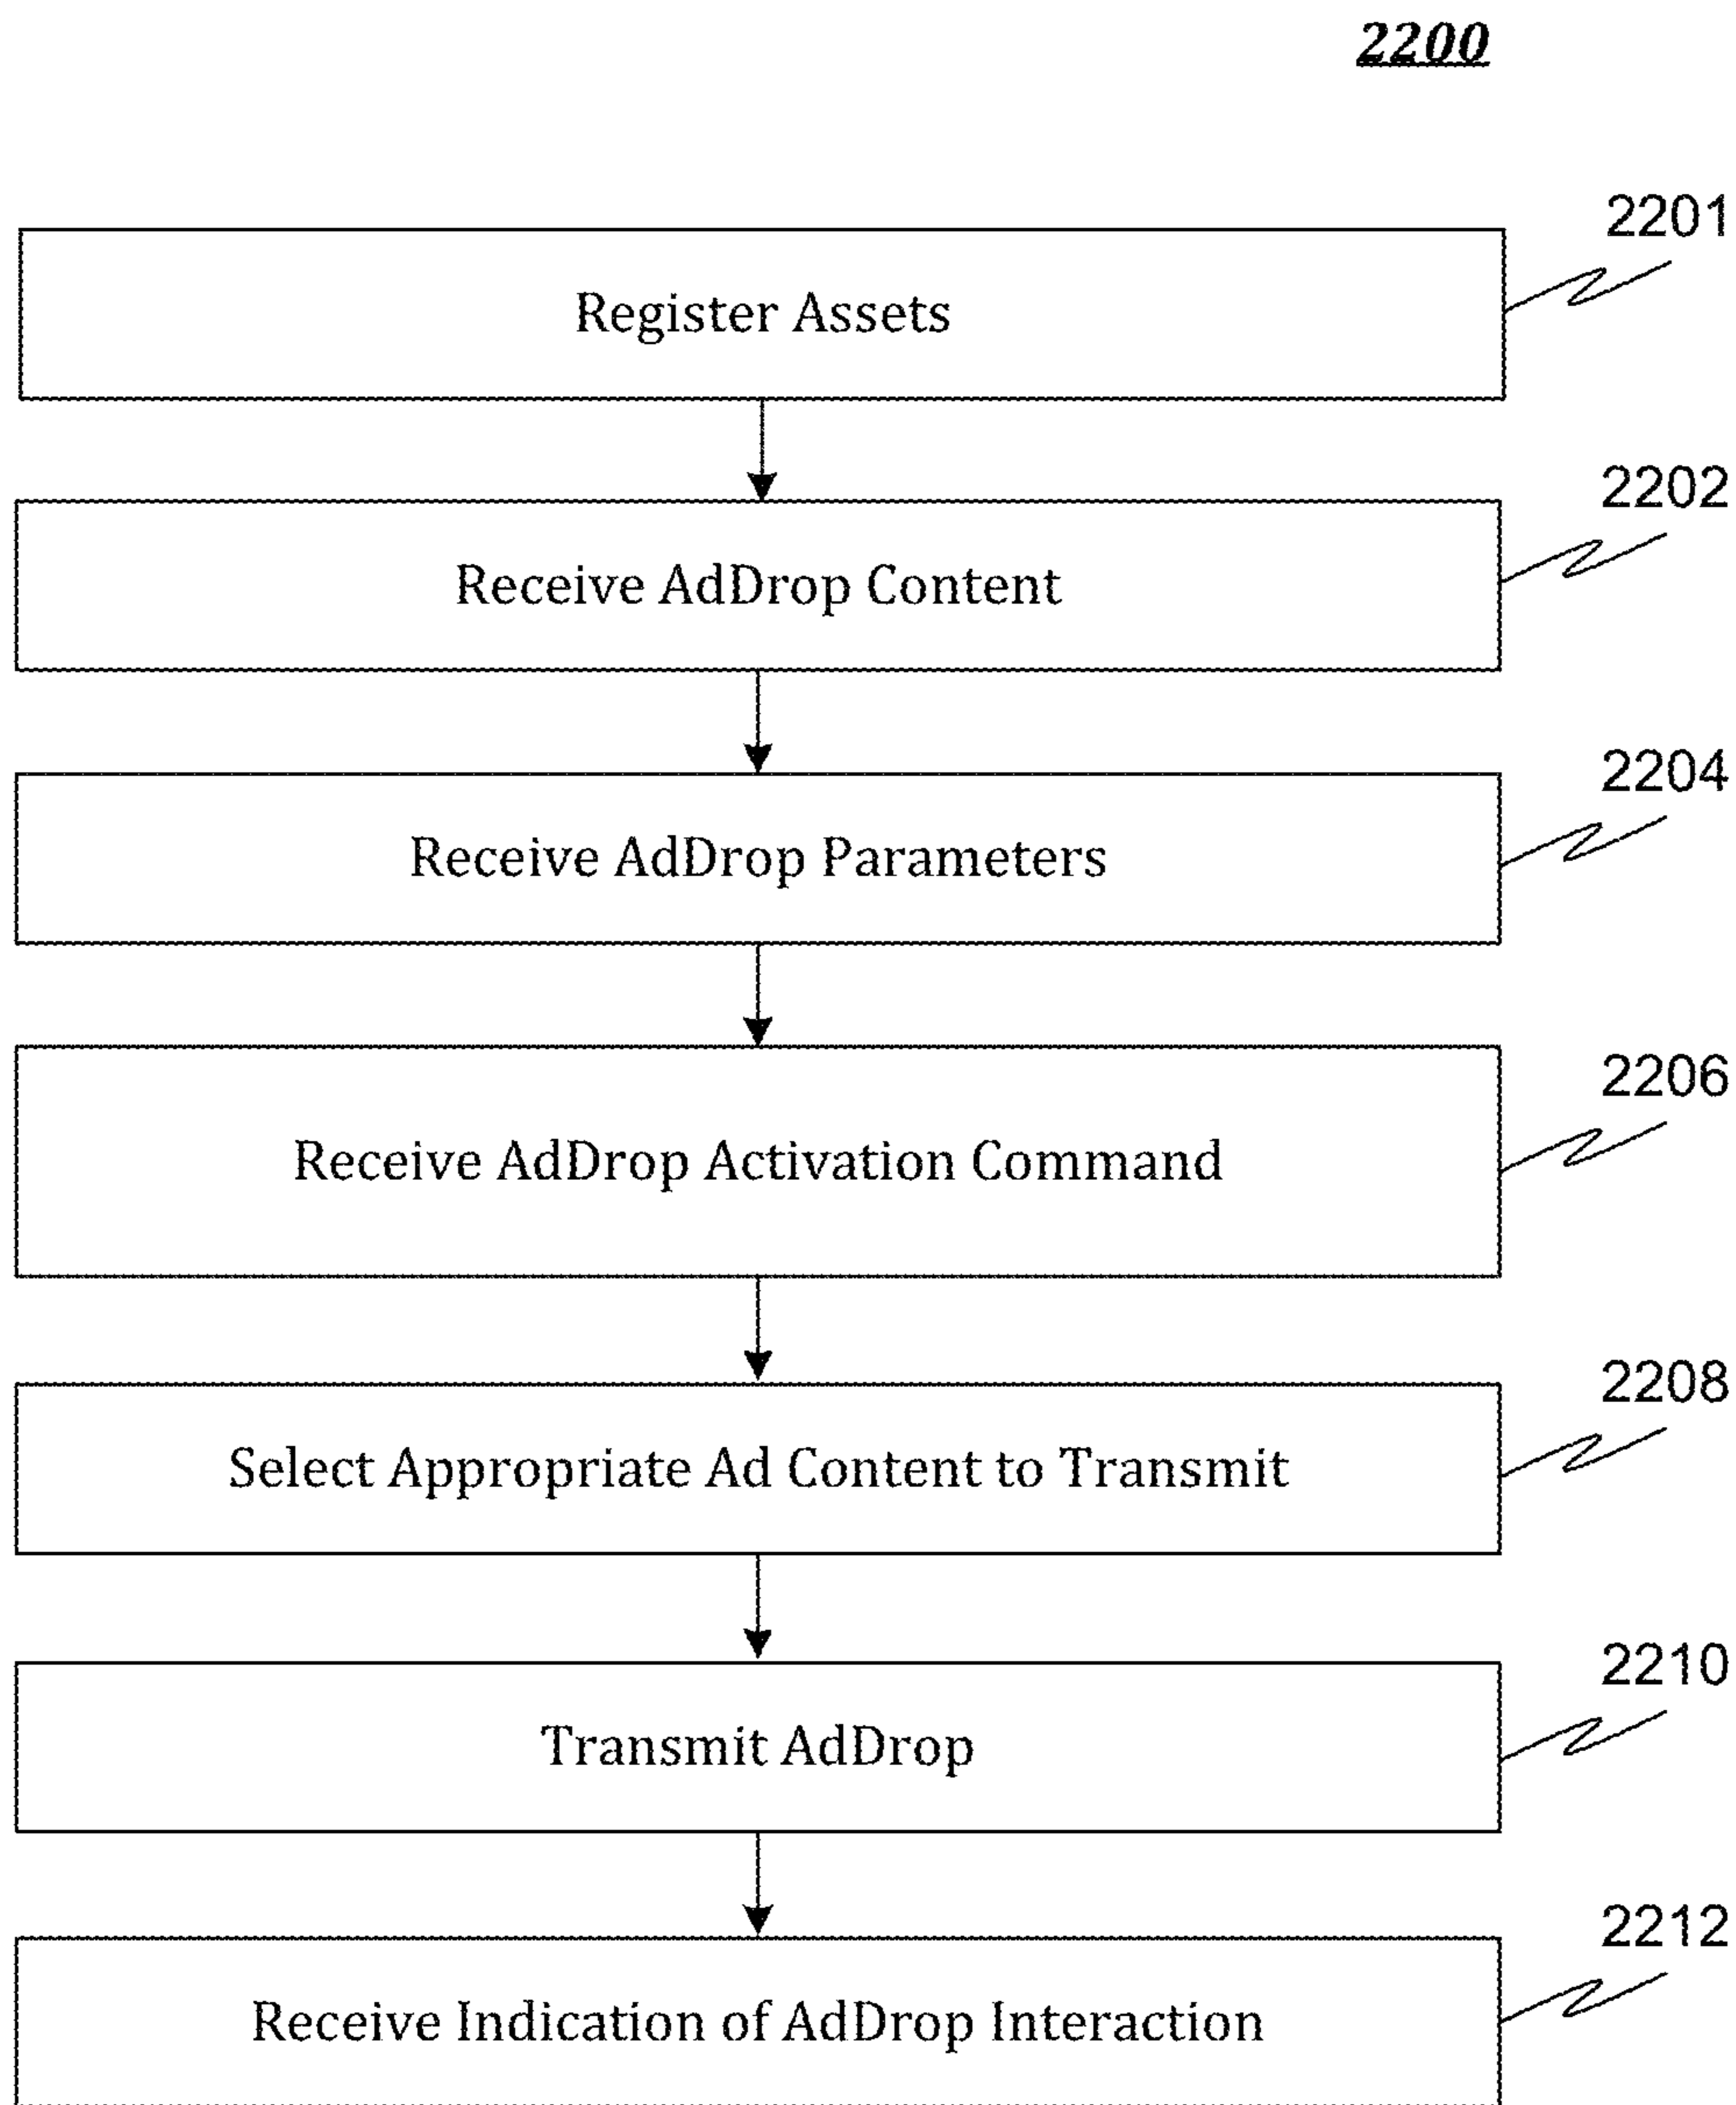 2200
2201
Register Assets
2202
Receive AdDrop Content
2204
Receive AdDrop Parameters
2206
Receive AdDrop Activation Command
2208
Select Appropriate Ad Content to Transmit
2210
Transmit AdDrop
2212
Receive Indication of AdDrop Interaction